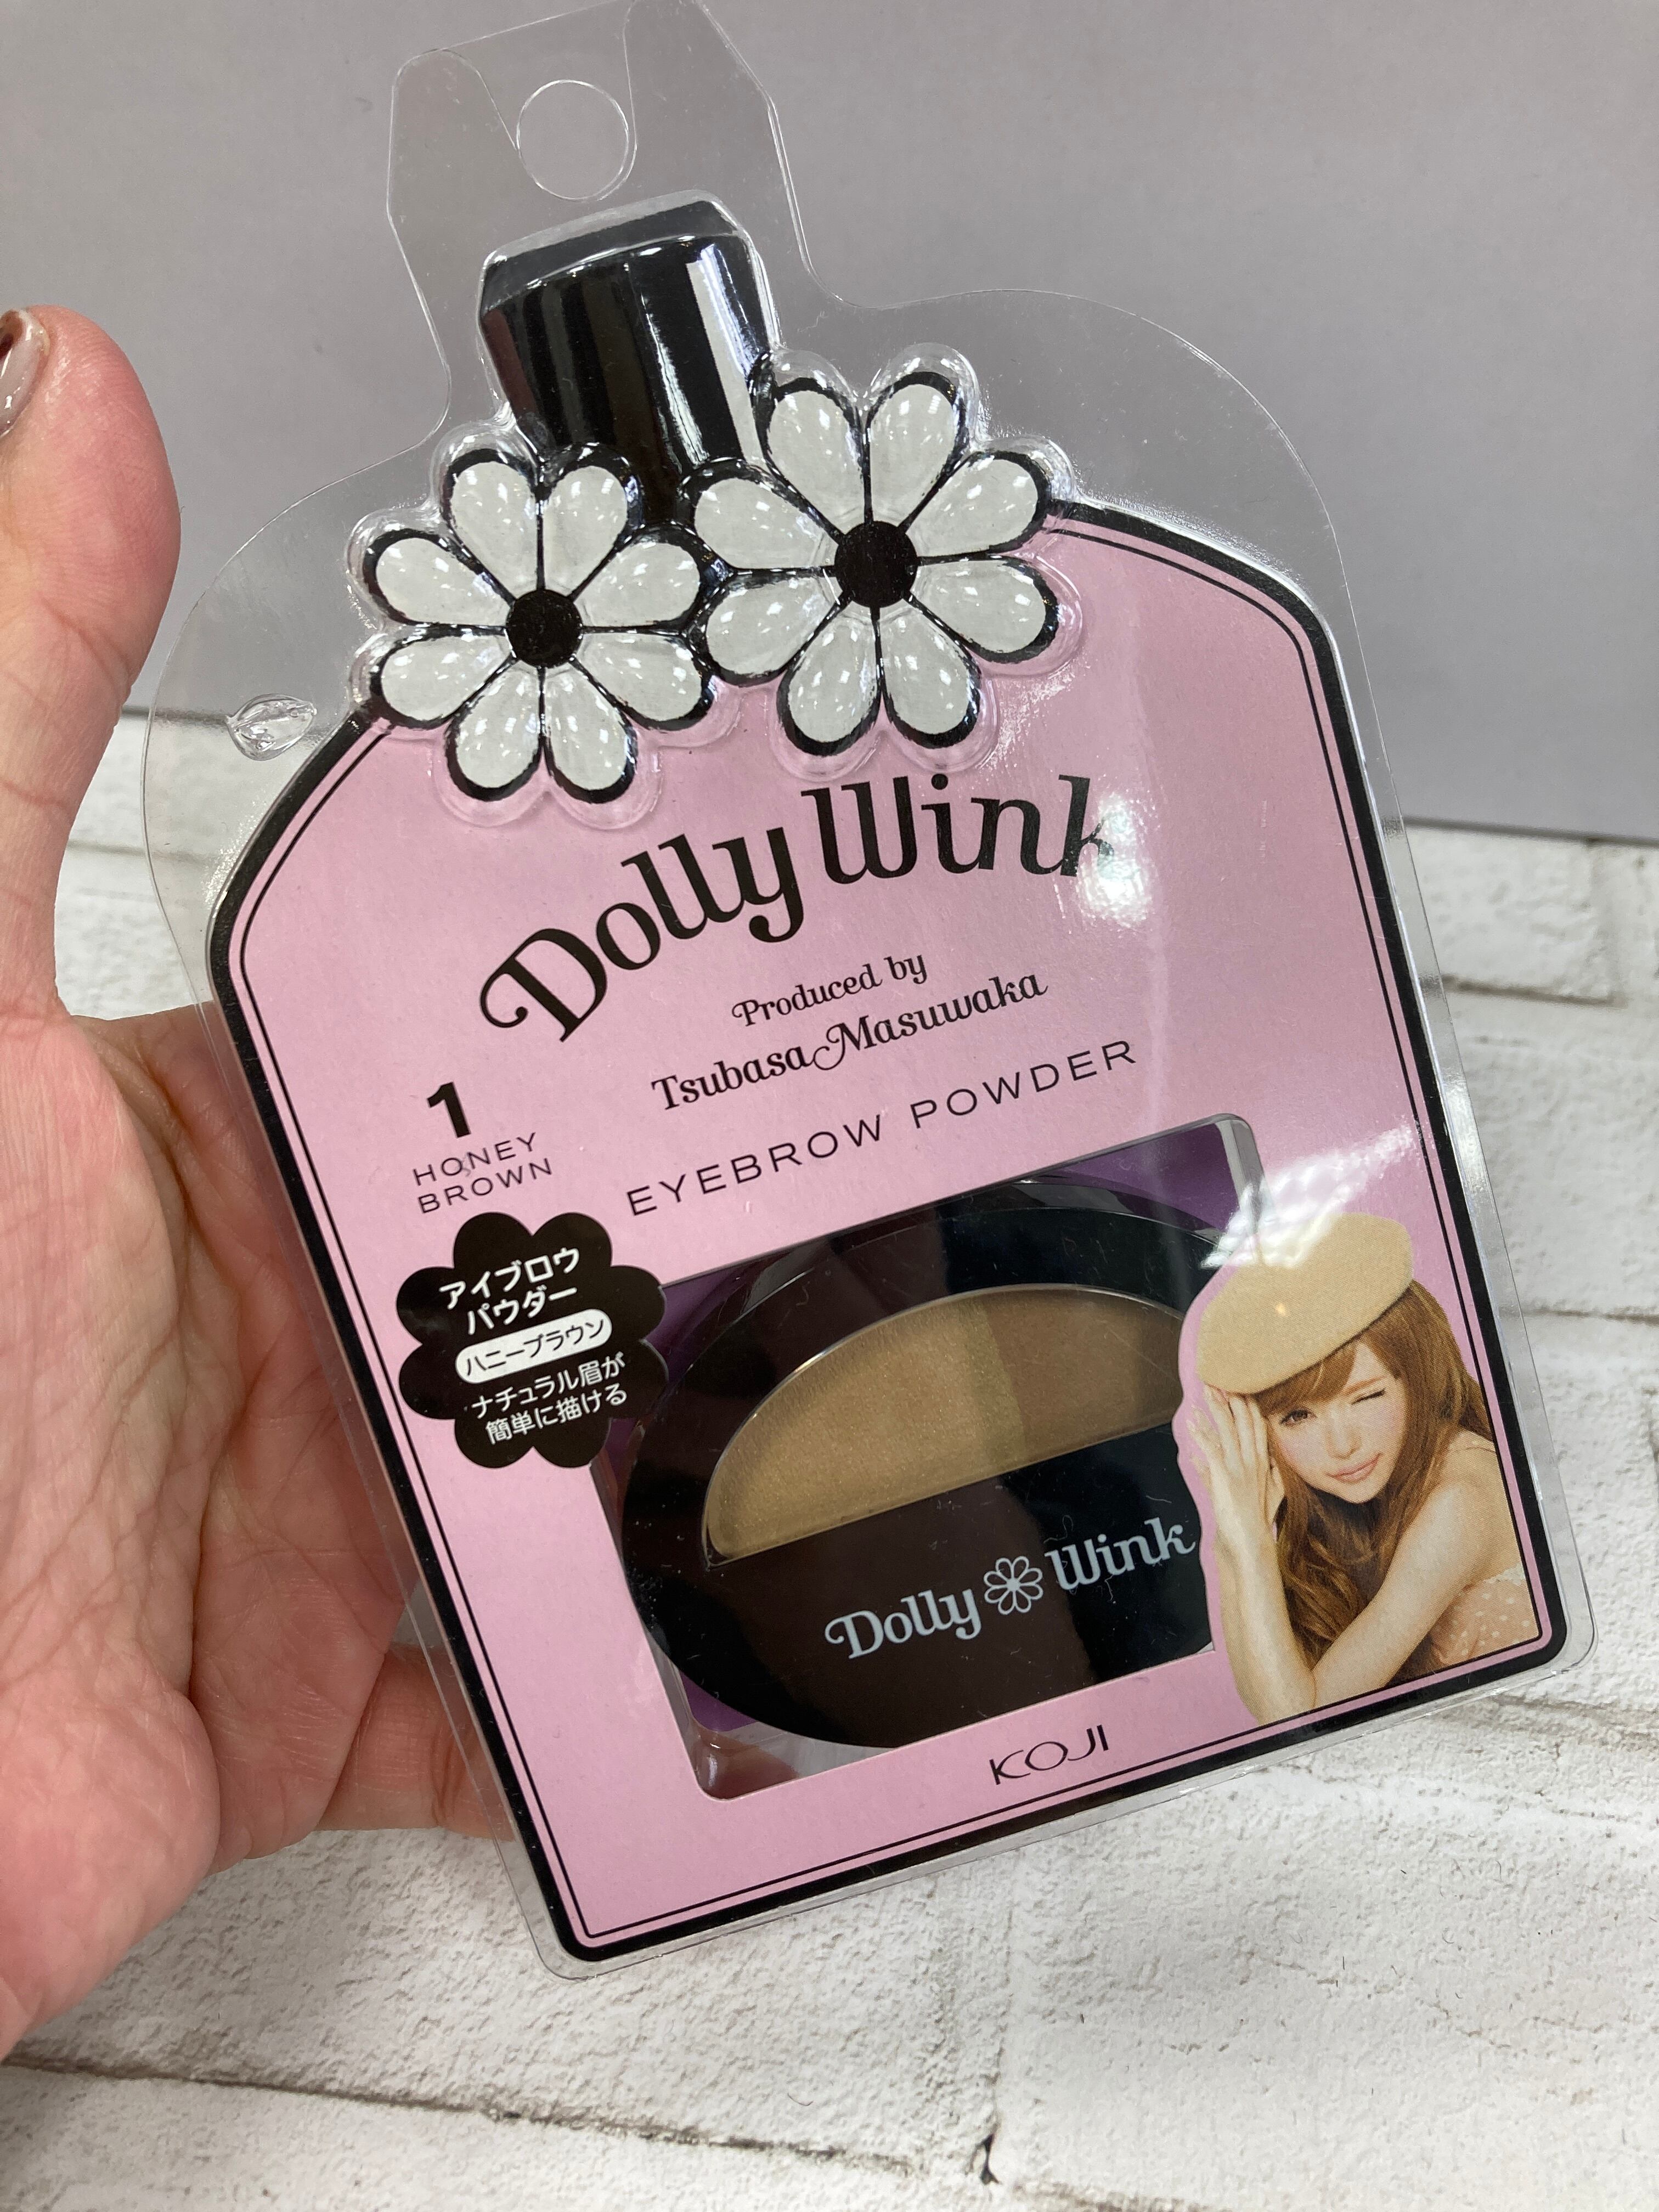 Dolly Wink
Produced by
Tsubasa Masuwaka
1
HONEY
BROWN
EYEBROW POWDER
アイブロウ
パウダー
ハニーブラウン
ナチュラル眉が
簡単に描ける
Dolly Wink
KOJI